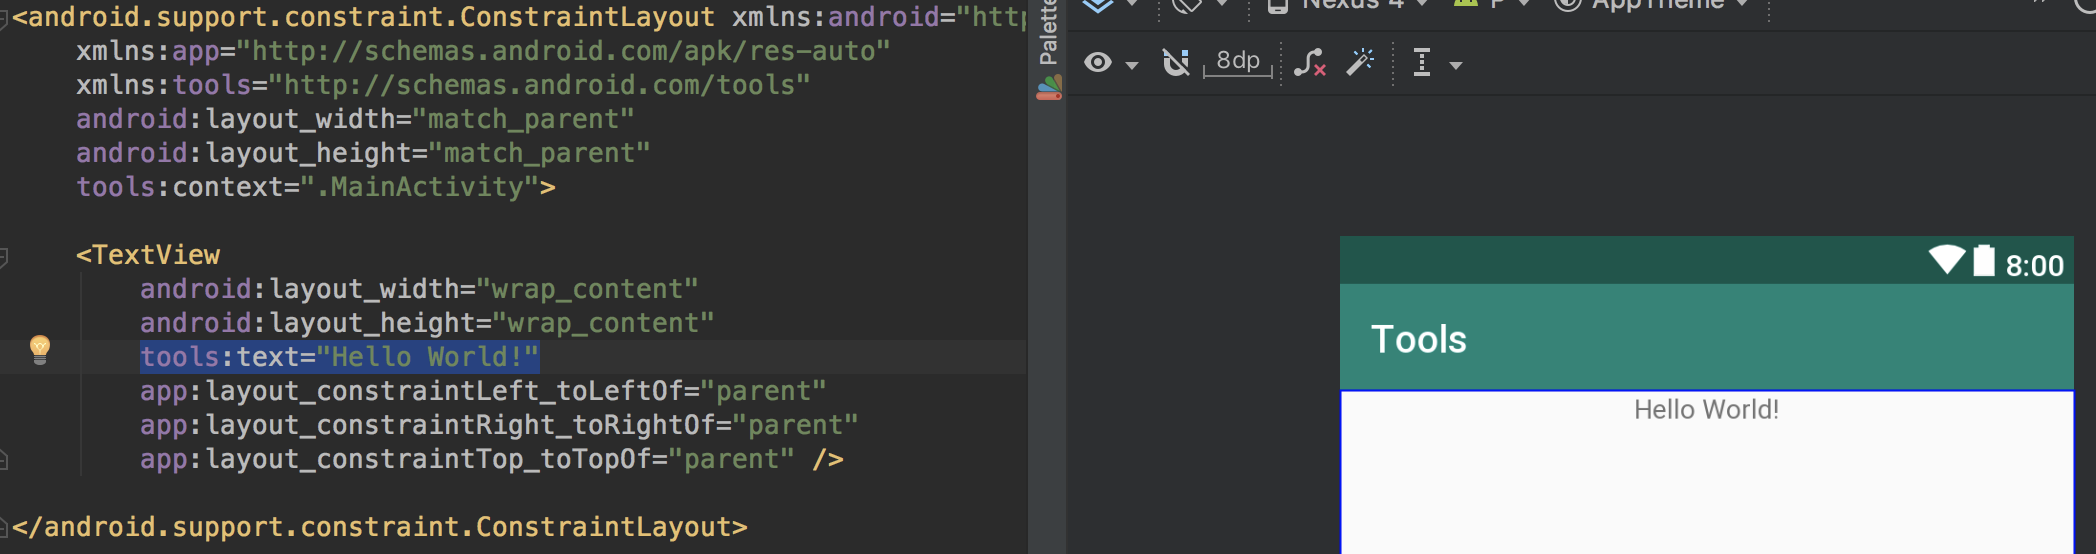 <android.support.constraint.ConstraintLayout xmlns:android="http
xmlns:app="http://schemas.android.com/apk/res-auto"
xmlns:tools="http://schemas.android.com/tools"
android:layout_width="match_parent"
android:layout_height="match_parent"
tools:context=".MainActivity">
<TextView
android:layout_width="wrap_content"
android:layout_height="wrap_content"
tools:text="Hello World!"
app:layout_constraintLeft_toLeftOf="parent"
app:layout_constraintRight_toRightOf="parent"
app:layout_constraintTop_toTopOf="parent" />
</android.support.constraint.ConstraintLayout>
Palette
Nexus 4 P AppTheme
8dp
8:00
Tools
Hello World!